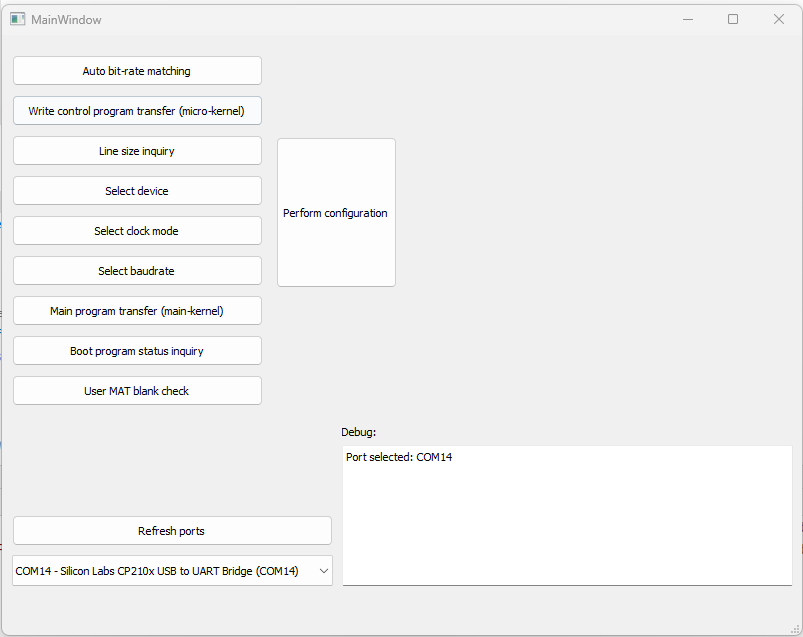 MainWindow
Auto bit-rate matching
Write control program transfer (micro-kernel)
Line size inquiry
Select device
Perform configuration
Select clock mode
Select baudrate
Main program transfer (main-kernel)
Boot program status inquiry
User MAT blank check
Debug:
Port selected: COM14
Refresh ports
COM14 - Silicon Labs CP210x USB to UART Bridge (COM14)